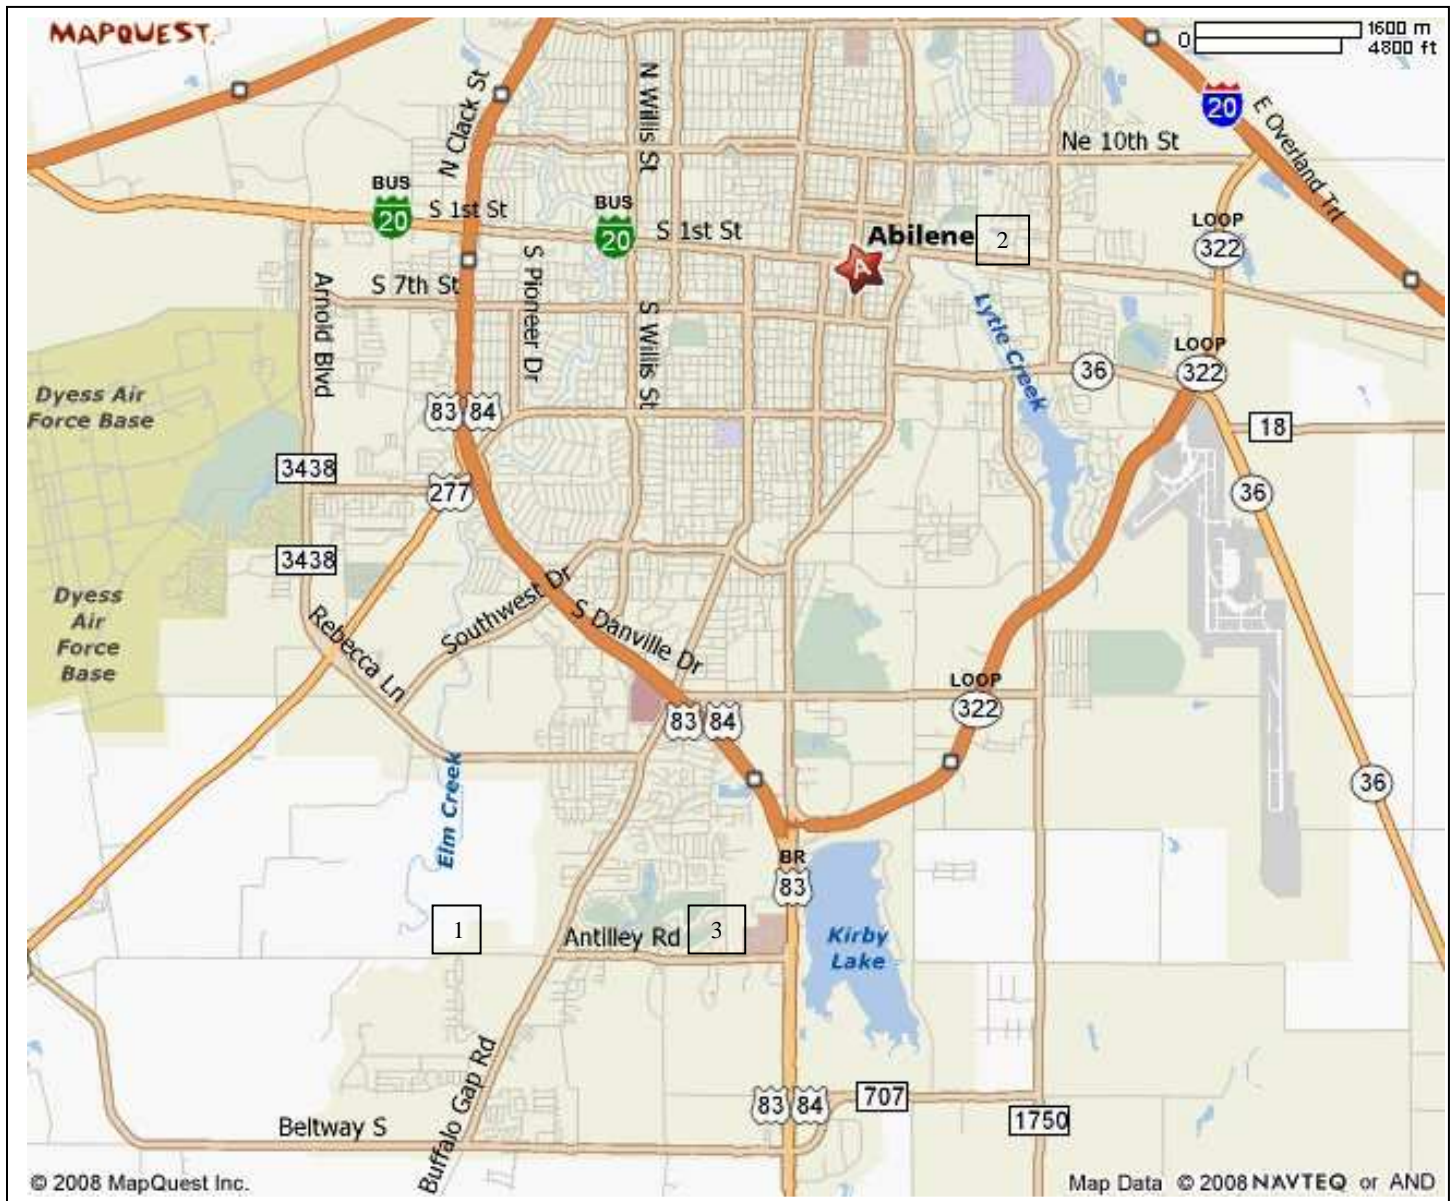 MAPQUEST.
0
1600 m
4800 ft
N Clack St
N Willis St
20
E Overland Trl
Ne 10th St
BUS
20
S 1st St
BUS
20
S 1st St
Abilene
2
LOOP
322
A
S 7th St
S Pioneer Dr
Arnold Blvd
S Willis St
Lytle Creek
LOOP
322
36
Dyess Air
Force Base
83
84
18
3438
277
36
3438
Dyess
Air
Force
Base
Southwest Dr
Rebecca Ln
S Danville Dr
LOOP
322
83
84
36
Elm Creek
BR
83
1
Antilley Rd
3
Kirby
Lake
Buffalo Gap Rd
83
84
707
1750
Beltway S
© 2008 MapQuest Inc.
Map Data © 2008 NAVTEQ or AND